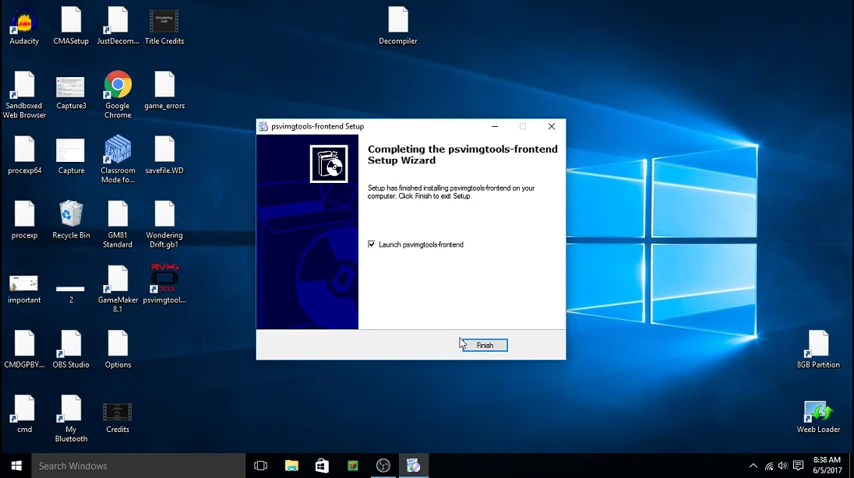 Audacity
CMASetup
JustDecom...
Title Credits
Decompiler
Sandboxed
Web Browser
Capture3
Google
Chrome
game_errors
procexp64
Capture
Classroom
Mode fo...
savefile.WD
procexp
Recycle Bin
GM81
Standard
Wondering
Drift.gb1
important
2
GameMaker
8.1
psvimgtool...
CMDGPBY...
OBS Studio
Options
cmd
My
Bluetooth
Credits
psvimgtools-frontend Setup
Completing the psvimgtools-frontend
Setup Wizard
Setup has finished installing psvimgtools-frontend on your
computer. Click Finish to exit Setup.
Launch psvimgtools-frontend
Finish
8GB Partition
Weeb Loader
Search Windows
8:38 AM
6/5/2017